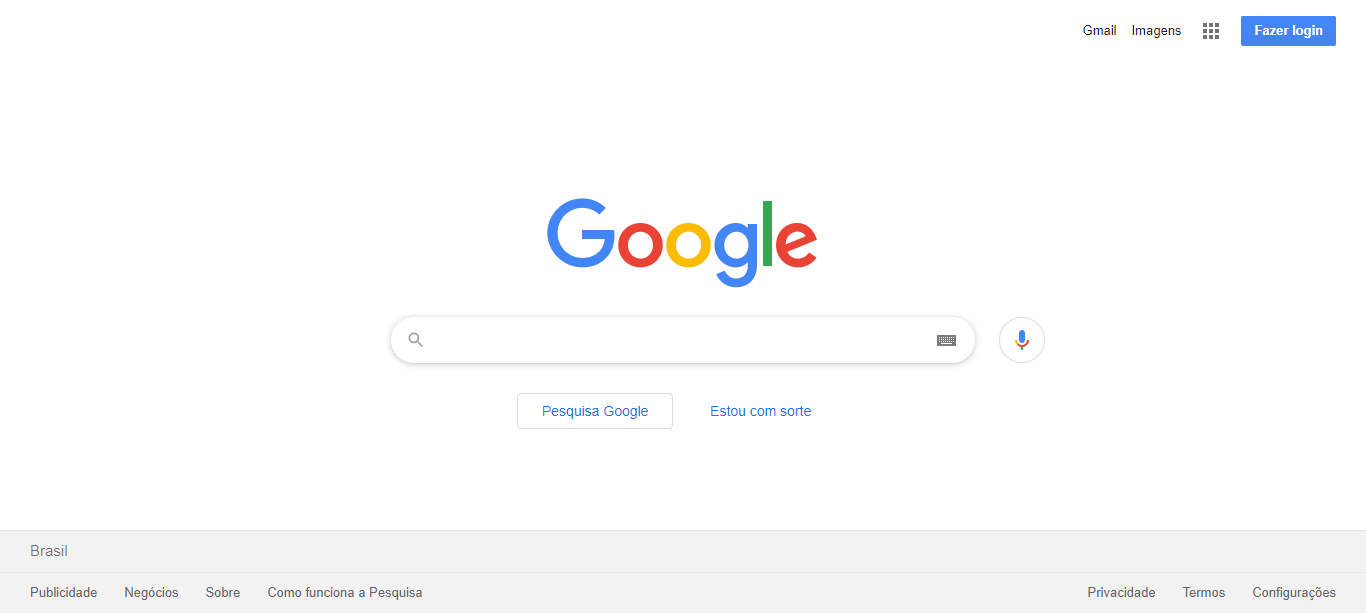 Gmail Imagens Fazer login
Google
Pesquisa Google Estou com sorte
Brasil
Publicidade Negócios Sobre Como funciona a Pesquisa Privacidade Termos Configurações